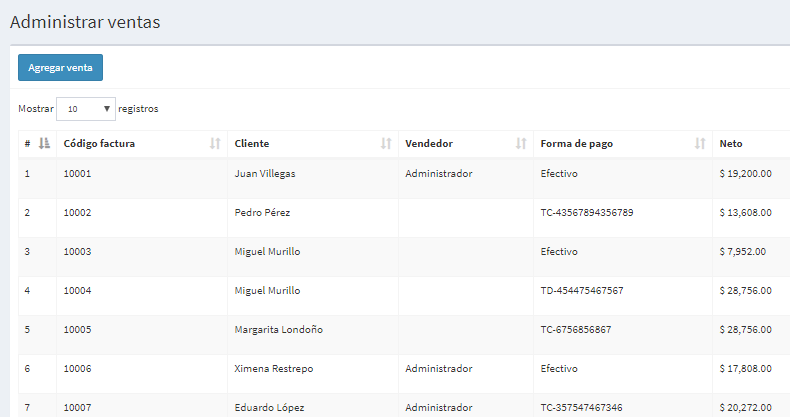 Administrar ventas
Agregar venta
Mostrar 10 registros
# Código factura Cliente Vendedor Forma de pago Neto
1 10001 Juan Villegas Administrador Efectivo $ 19,200.00
2 10002 Pedro Pérez TC-43567894356789 $ 13,608.00
3 10003 Miguel Murillo Efectivo $ 7,952.00
4 10004 Miguel Murillo TD-454475467567 $ 28,756.00
5 10005 Margarita Londoño TC-6756856867 $ 28,756.00
6 10006 Ximena Restrepo Administrador Efectivo $ 17,808.00
7 10007 Eduardo López Administrador TC-357547467346 $ 20,272.00